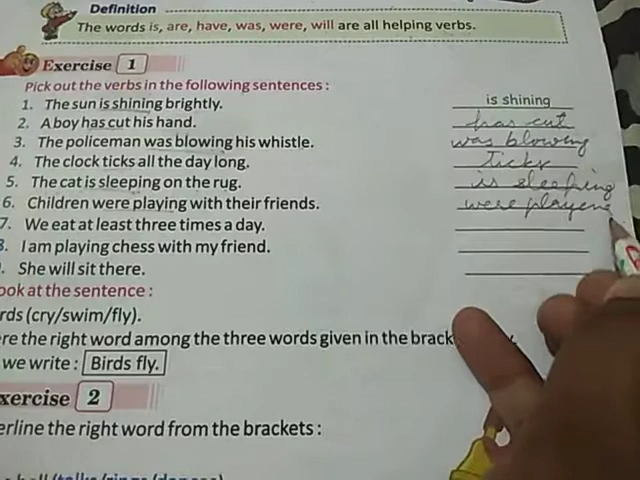 Definition
The words is, are, have, was, were, will are all helping verbs.
Exercise 1
Pick out the verbs in the following sentences :
1. The sun is shining brightly. is shining
2. A boy has cut his hand. has cut
3. The policeman was blowing his whistle. was blowing
4. The clock ticks all the day long. ticks
5. The cat is sleeping on the rug. is sleeping
6. Children were playing with their friends. were playeng
7. We eat at least three times a day.
8. I am playing chess with my friend.
. She will sit there.
ook at the sentence :
rds (cry/swim/fly).
re the right word among the three words given in the brack
we write : Birds fly.
xercise 2
erline the right word from the brackets :